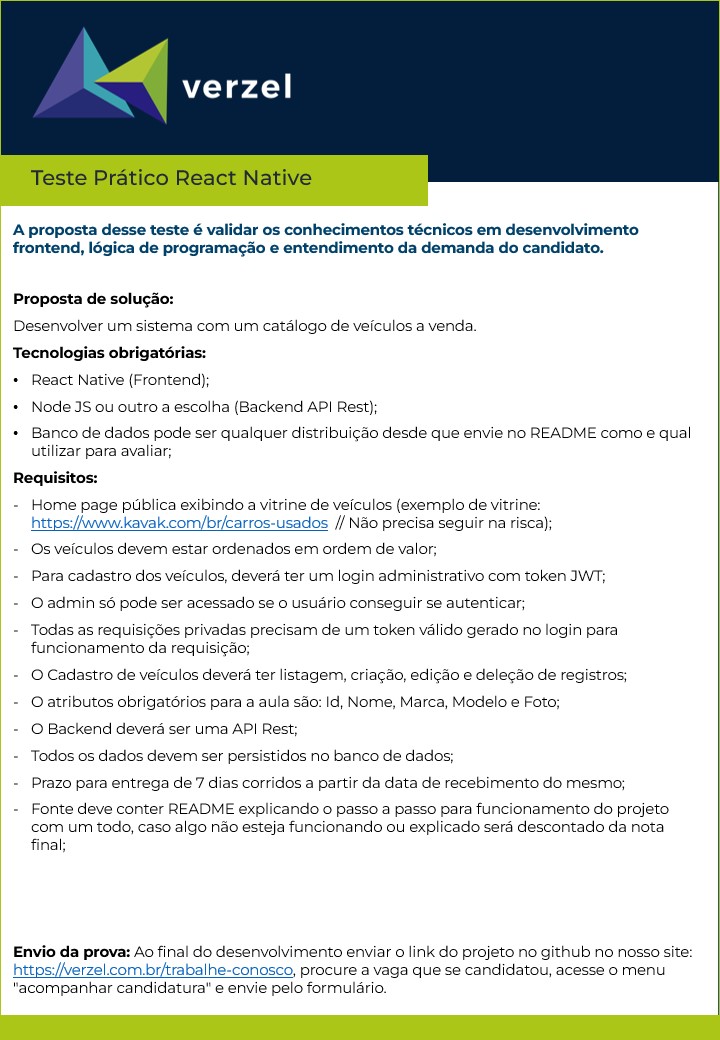 verzel
Teste Prático React Native
A proposta desse teste é validar os conhecimentos técnicos em desenvolvimento
frontend, lógica de programação e entendimento da demanda do candidato.
Proposta de solução:
Desenvolver um sistema com um catálogo de veículos a venda.
Tecnologias obrigatórias:
• React Native (Frontend);
• Node JS ou outro a escolha (Backend API Rest);
• Banco de dados pode ser qualquer distribuição desde que envie no README como e qual
utilizar para avaliar;
Requisitos:
- Home page pública exibindo a vitrine de veículos (exemplo de vitrine:
https://www.kavak.com/br/carros-usados // Não precisa seguir na risca);
- Os veículos devem estar ordenados em ordem de valor;
- Para cadastro dos veículos, deverá ter um login administrativo com token JWT;
- O admin só pode ser acessado se o usuário conseguir se autenticar;
- Todas as requisições privadas precisam de um token válido gerado no login para
funcionamento da requisição;
- O Cadastro de veículos deverá ter listagem, criação, edição e deleção de registros;
- O atributos obrigatórios para a aula são: Id, Nome, Marca, Modelo e Foto;
- O Backend deverá ser uma API Rest;
- Todos os dados devem ser persistidos no banco de dados;
- Prazo para entrega de 7 dias corridos a partir da data de recebimento do mesmo;
- Fonte deve conter README explicando o passo a passo para funcionamento do projeto
com um todo, caso algo não esteja funcionando ou explicado será descontado da nota
final;
Envio da prova: Ao final do desenvolvimento enviar o link do projeto no github no nosso site:
https://verzel.com.br/trabalhe-conosco, procure a vaga que se candidatou, acesse o menu
"acompanhar candidatura" e envie pelo formulário.